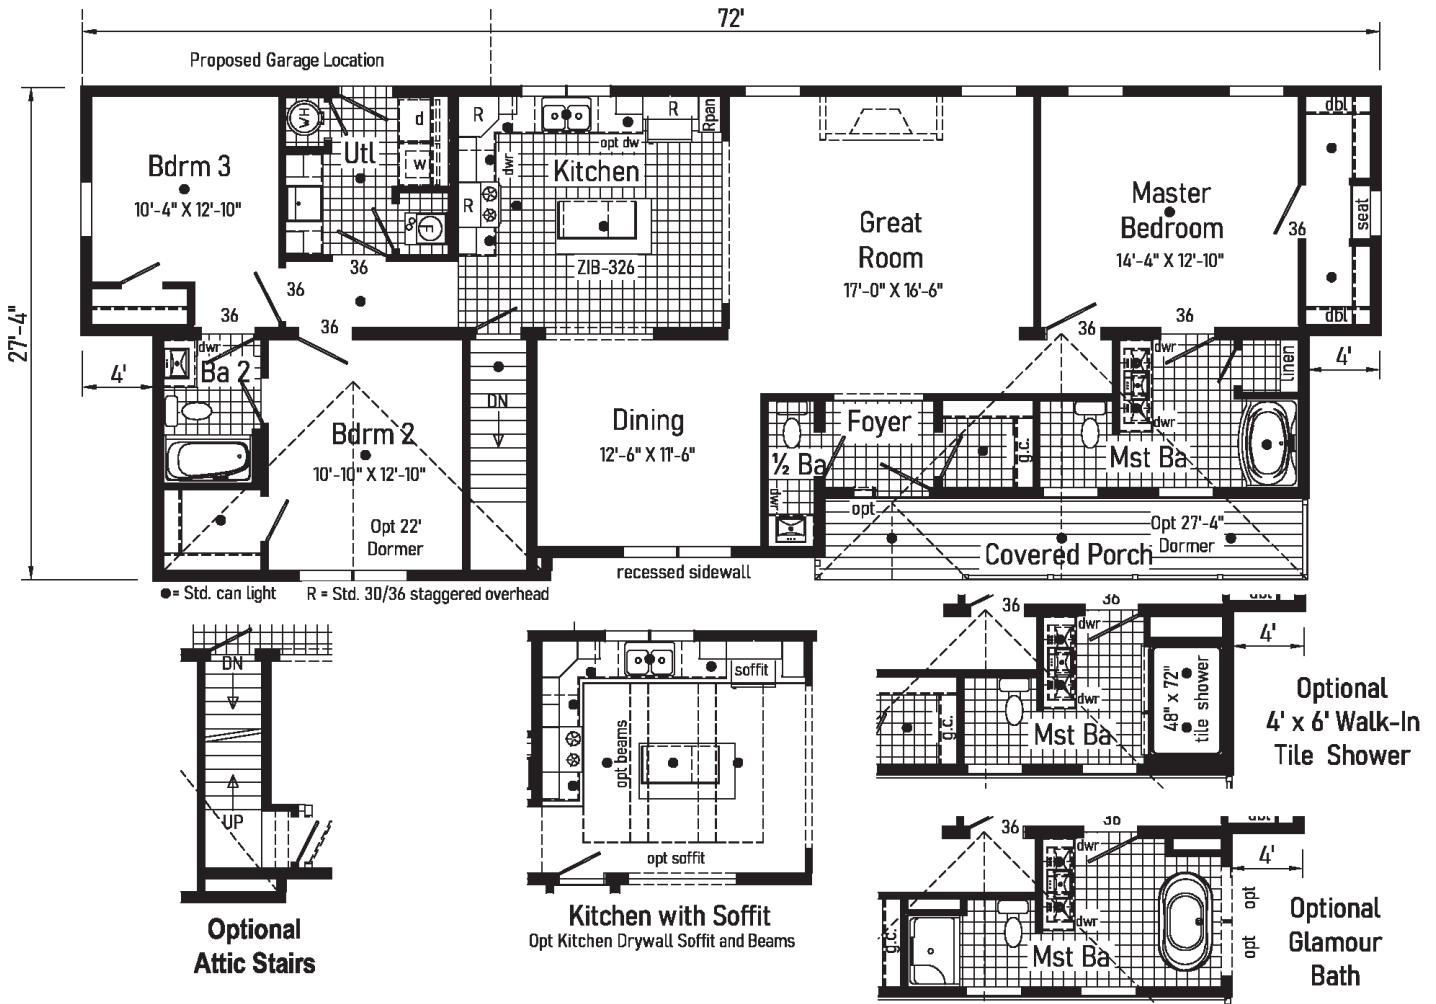 72'
Proposed Garage Location
27'-4"
Bdrm 3
10'-4" X 12'-10"
WH
Utl
d
w
F
36
36
36
36
R
R
R
Rpan
dwr
opt dw
Kitchen
ZIB-326
Great
Room
17'-0" X 16'-6"
Master
Bedroom
14'-4" X 12'-10"
36
dbl
seat
dbl
36
36
4'
dwr
Ba 2
Bdrm 2
10'-10" X 12'-10"
Opt 22'
Dormer
DN
Dining
12'-6" X 11'-6"
½ Ba
dwr
Foyer
g.c.
opt
dwr
dwr
Mst Ba
linen
4'
Covered Porch
Opt 27'-4"
Dormer
recessed sidewall
= Std. can light
R = Std. 30/36 staggered overhead
DN
UP
Optional
Attic Stairs
soffit
opt beams
opt soffit
Kitchen with Soffit
Opt Kitchen Drywall Soffit and Beams
36
36
dbl
dwr
dwr
g.c.
Mst Ba
48" x 72"
tile shower
4'
Optional
4' x 6' Walk-In
Tile Shower
36
36
dbl
dwr
dwr
g.c.
Mst Ba
4'
opt
opt
Optional
Glamour
Bath